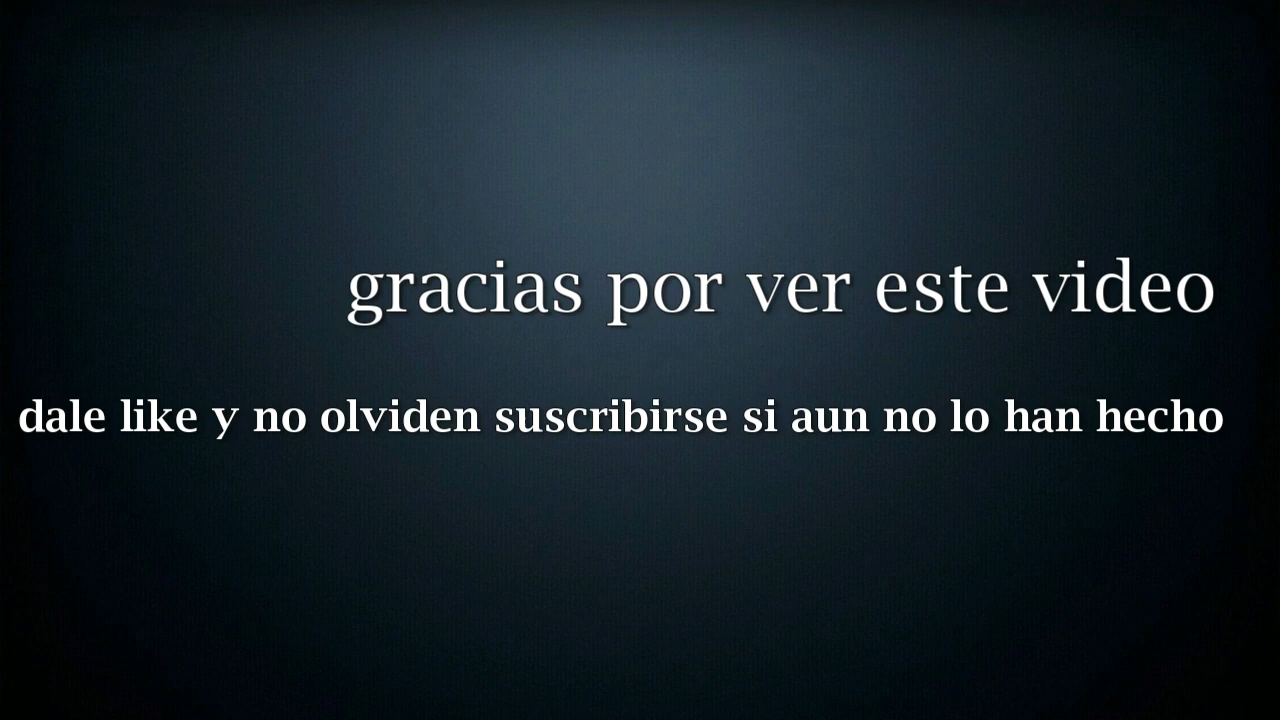 gracias por ver este video
dale like y no olviden suscribirse si aun no lo han hecho